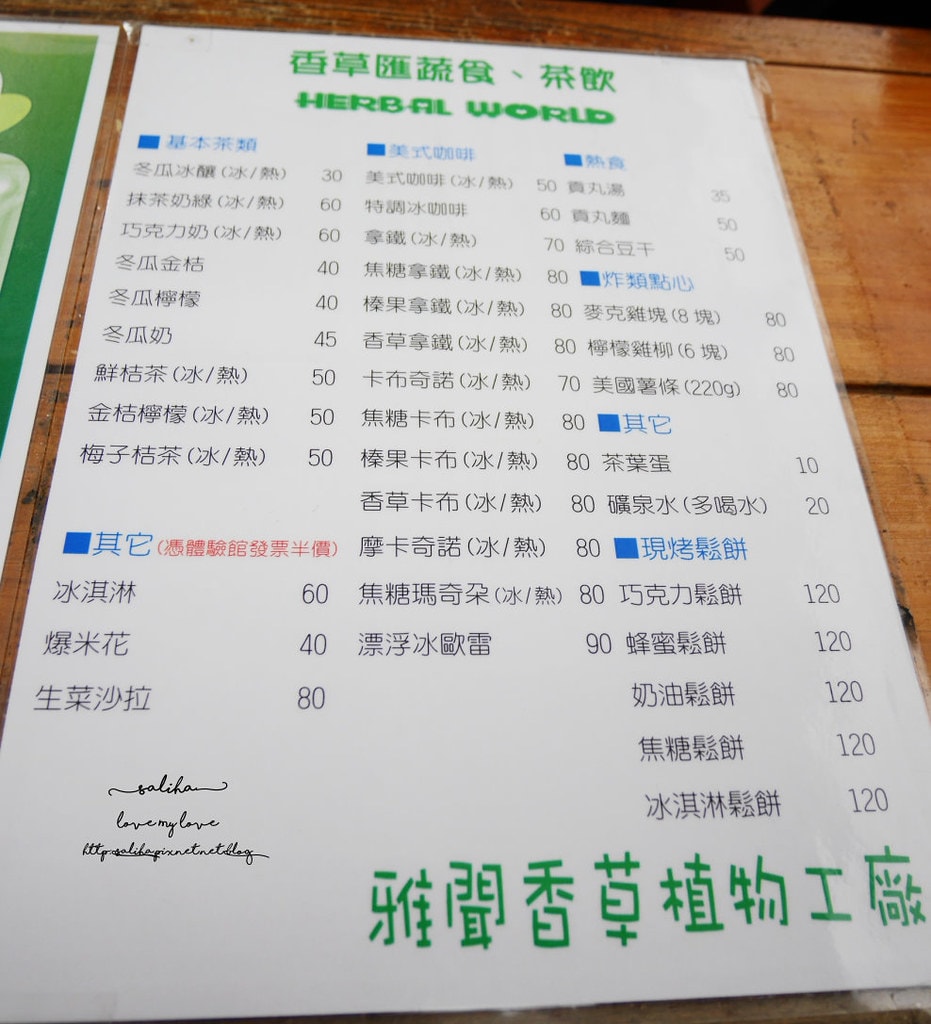 香草匯蔬食、茶飲
HERBAL WORLD
■ 基本茶類
冬瓜冰釀(冰/熱) 30
抹茶奶綠(冰/熱) 60
巧克力奶(冰/熱) 60
冬瓜金桔 40
冬瓜檸檬 40
冬瓜奶 45
鮮桔茶(冰/熱) 50
金桔檸檬(冰/熱) 50
梅子桔茶(冰/熱) 50
■其它(憑體驗館發票半價)
冰淇淋 60
爆米花 40
生菜沙拉 80
■美式咖啡
美式咖啡(冰/熱) 50
特調冰咖啡 60
拿鐵(冰/熱) 70
焦糖拿鐵(冰/熱) 80
榛果拿鐵(冰/熱) 80
香草拿鐵(冰/熱) 80
卡布奇諾(冰/熱) 70
焦糖卡布(冰/熱) 80
榛果卡布(冰/熱) 80
香草卡布(冰/熱) 80
摩卡奇諾(冰/熱) 80
焦糖瑪奇朵(冰/熱) 80
漂浮冰歐雷 90
■熱食
貢丸湯 35
貢丸麵 50
綜合豆干 50
■炸類點心
麥克雞塊(8塊) 80
檸檬雞柳(6塊) 80
美國薯條(220g) 80
■其它
茶葉蛋 10
礦泉水(多喝水) 20
■現烤鬆餅
巧克力鬆餅 120
蜂蜜鬆餅 120
奶油鬆餅 120
焦糖鬆餅 120
冰淇淋鬆餅 120
saliha
love my love
http:saliha.pixnet.net/blog
雅聞香草植物工廠